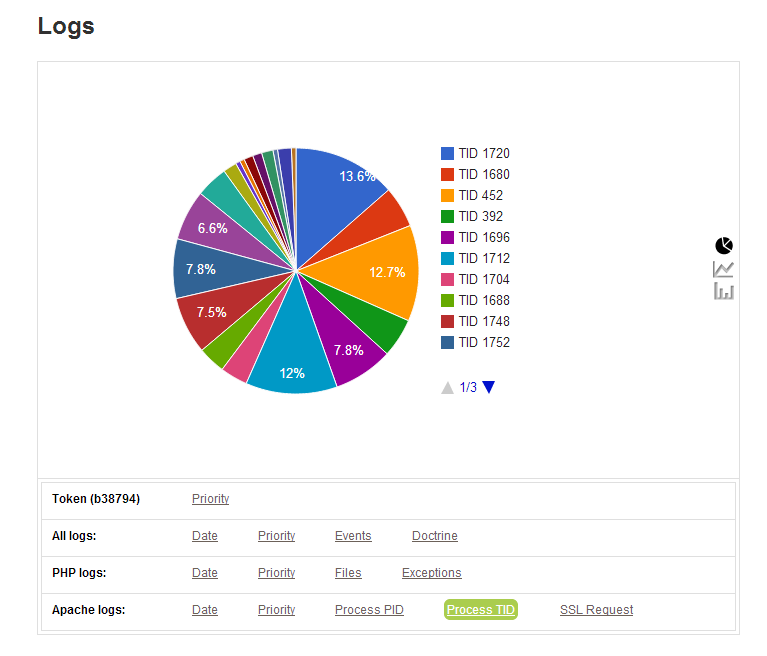 Logs
13.6%
12.7%
7.8%
12%
7.5%
7.8%
6.6%
TID 1720
TID 1680
TID 452
TID 392
TID 1696
TID 1712
TID 1704
TID 1688
TID 1748
TID 1752
1/3
Token (b38794) Priority
All logs: Date Priority Events Doctrine
PHP logs: Date Priority Files Exceptions
Apache logs: Date Priority Process PID Process TID SSL Request